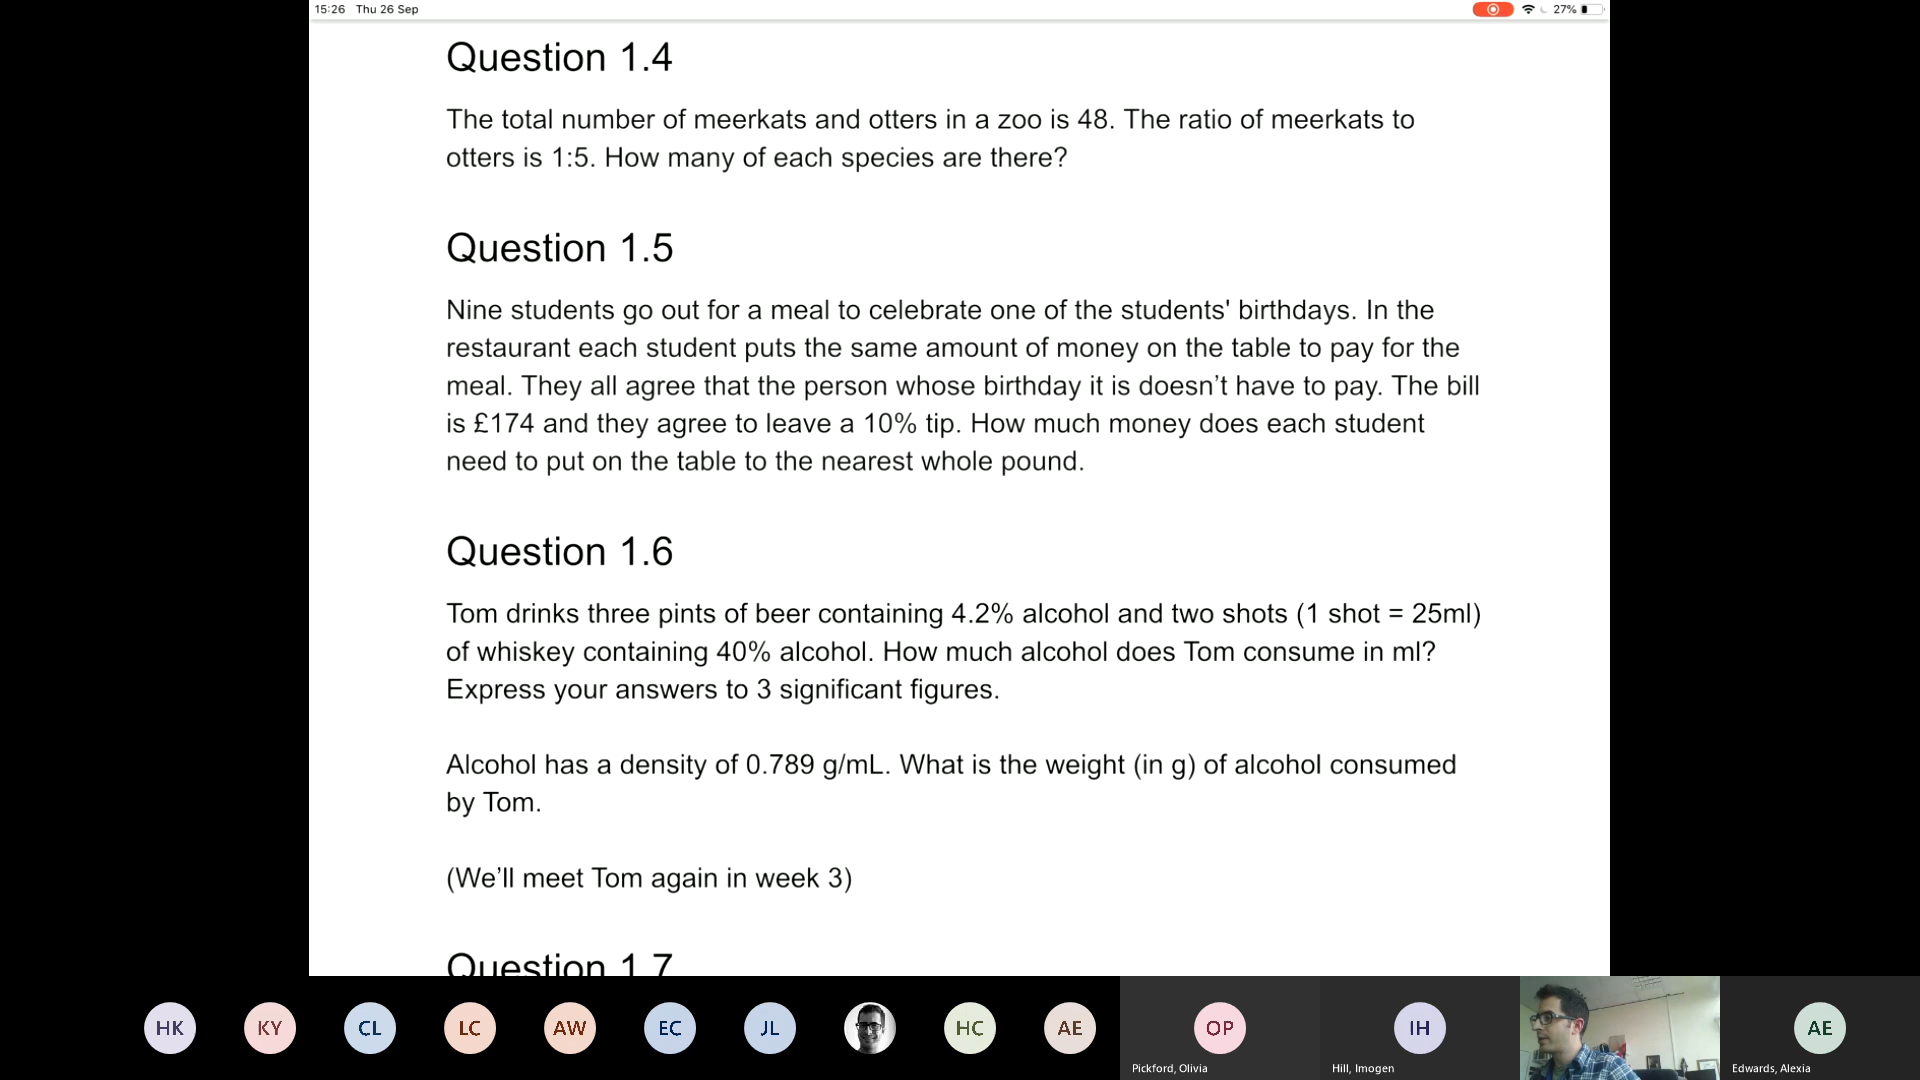 15:26 Thu 26 Sep
27%
Question 1.4
The total number of meerkats and otters in a zoo is 48. The ratio of meerkats to
otters is 1:5. How many of each species are there?
Question 1.5
Nine students go out for a meal to celebrate one of the students' birthdays. In the
restaurant each student puts the same amount of money on the table to pay for the
meal. They all agree that the person whose birthday it is doesn’t have to pay. The bill
is £174 and they agree to leave a 10% tip. How much money does each student
need to put on the table to the nearest whole pound.
Question 1.6
Tom drinks three pints of beer containing 4.2% alcohol and two shots (1 shot = 25ml)
of whiskey containing 40% alcohol. How much alcohol does Tom consume in ml?
Express your answers to 3 significant figures.
Alcohol has a density of 0.789 g/mL. What is the weight (in g) of alcohol consumed
by Tom.
(We’ll meet Tom again in week 3)
Question 1.7
HK KY CL LC AW EC JL HC AE OP IH AE
Pickford, Olivia Hill, Imogen Edwards, Alexia